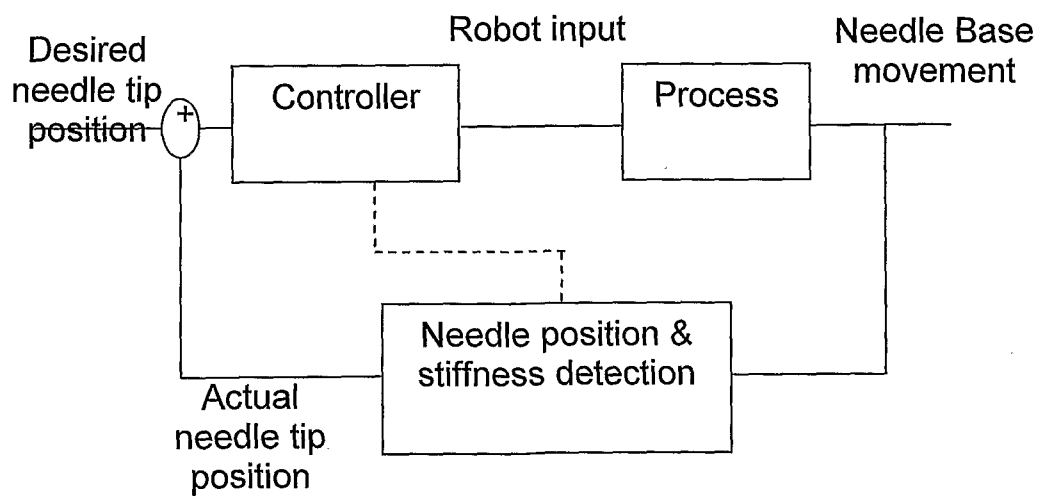 Desired
needle tip
position
+
Controller
Robot input
Process
Needle Base
movement
Needle position &
stiffness detection
Actual
needle tip
position